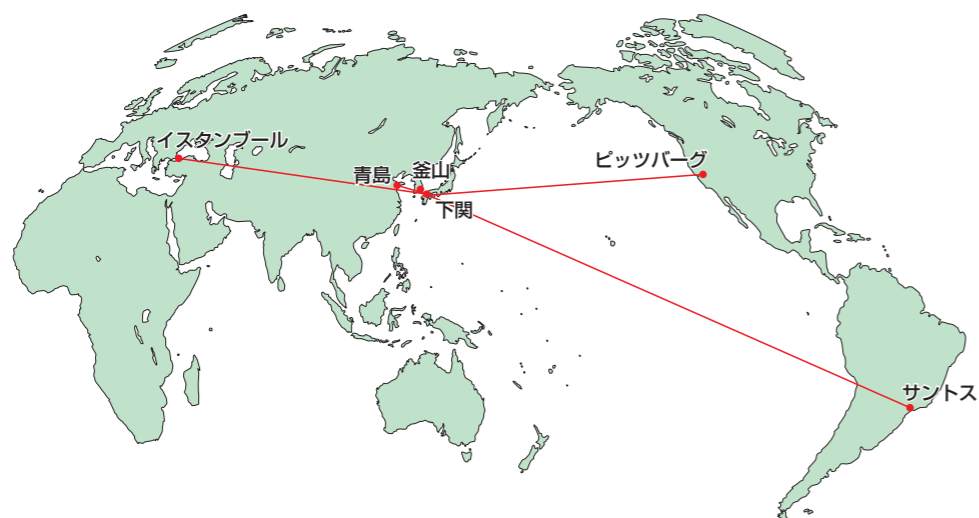 イスタンブール
青島
釜山
下関
ピッツバーグ
サントス